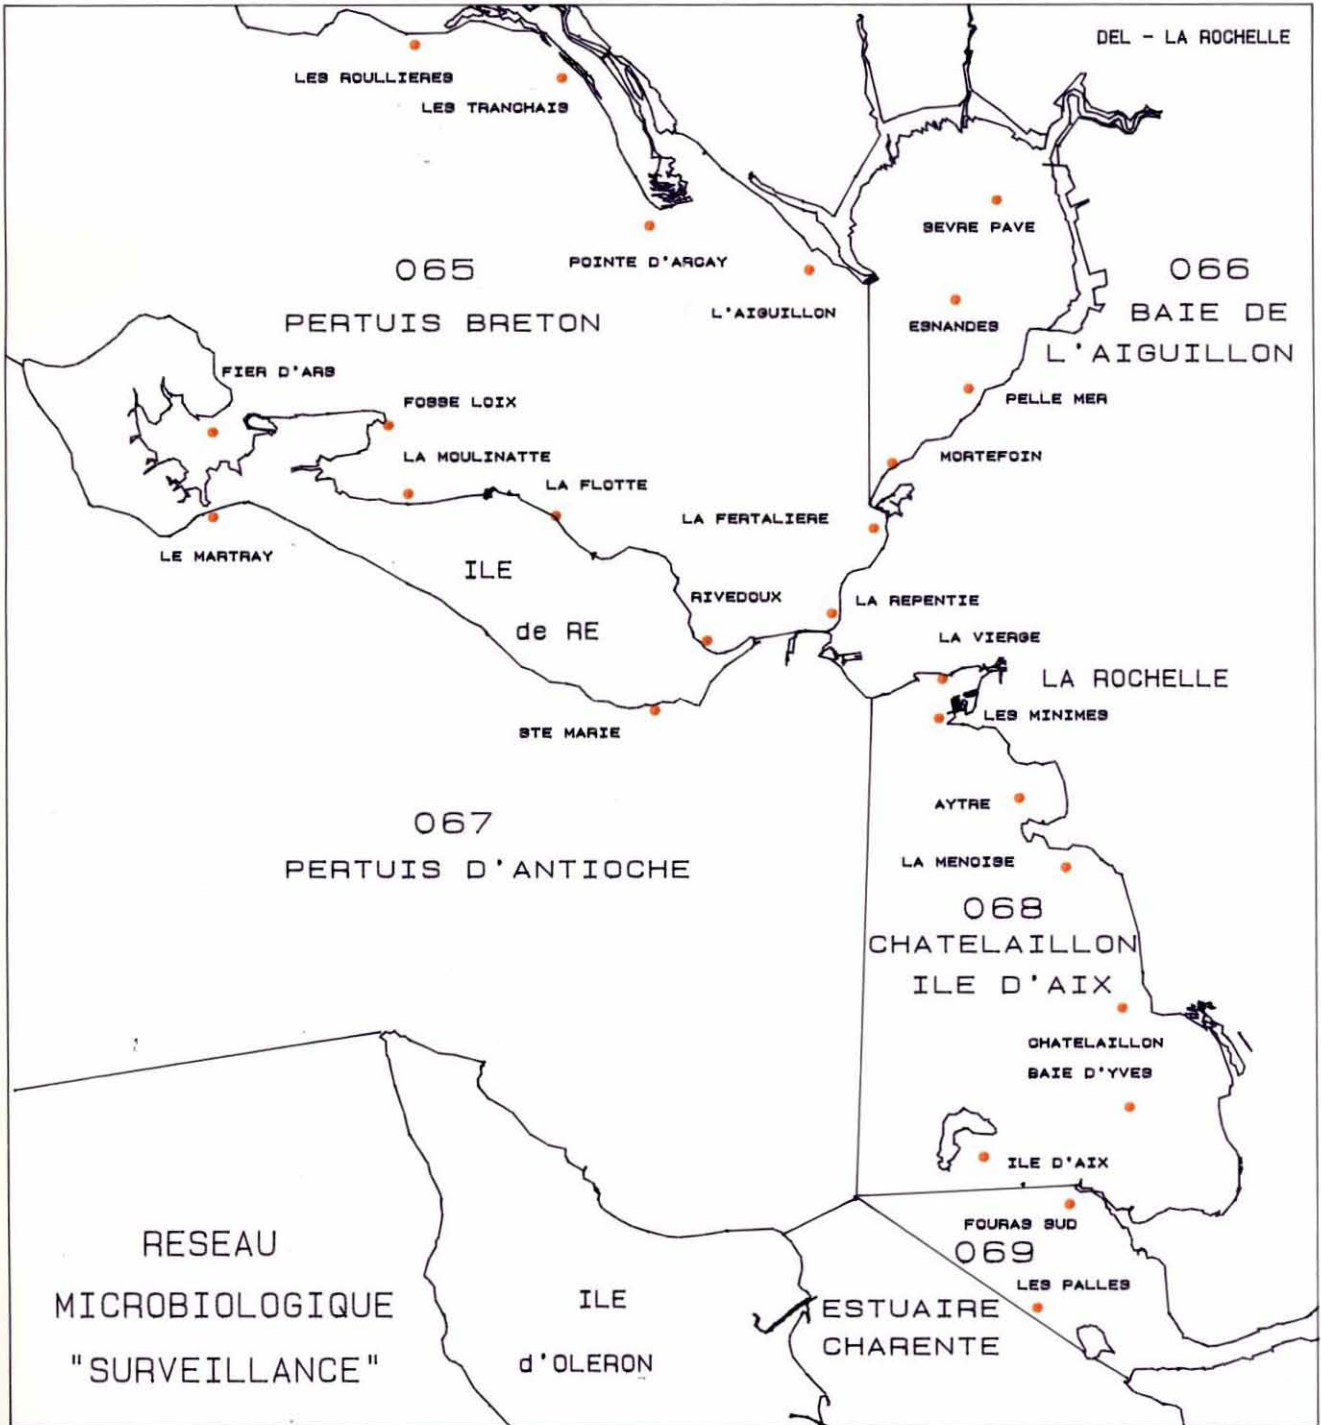 DEL - LA ROCHELLE
LES ROULLIERES
LES TRANCHAIS
SEVRE PAVE
POINTE D'ARCAY
065
PERTUIS BRETON
L'AIGUILLON
ESNANDES
066
BAIE DE
L'AIGUILLON
FIER D'ARS
FOSSE LOIX
PELLE MER
LA MOULINATTE
MORTEFOIN
LA FLOTTE
LA FERTALIERE
LE MARTRAY
ILE
de RE
RIVEDOUX
LA REPENTIE
LA VIERGE
LA ROCHELLE
LES MINIMES
STE MARIE
AYTRE
067
PERTUIS D'ANTIOCHE
LA MENOISE
068
CHATELAILLON
ILE D'AIX
CHATELAILLON
BAIE D'YVES
ILE D'AIX
FOURAS SUD
069
LES PALLES
ESTUAIRE
CHARENTE
RESEAU
MICROBIOLOGIQUE
"SURVEILLANCE"
ILE
d'OLERON